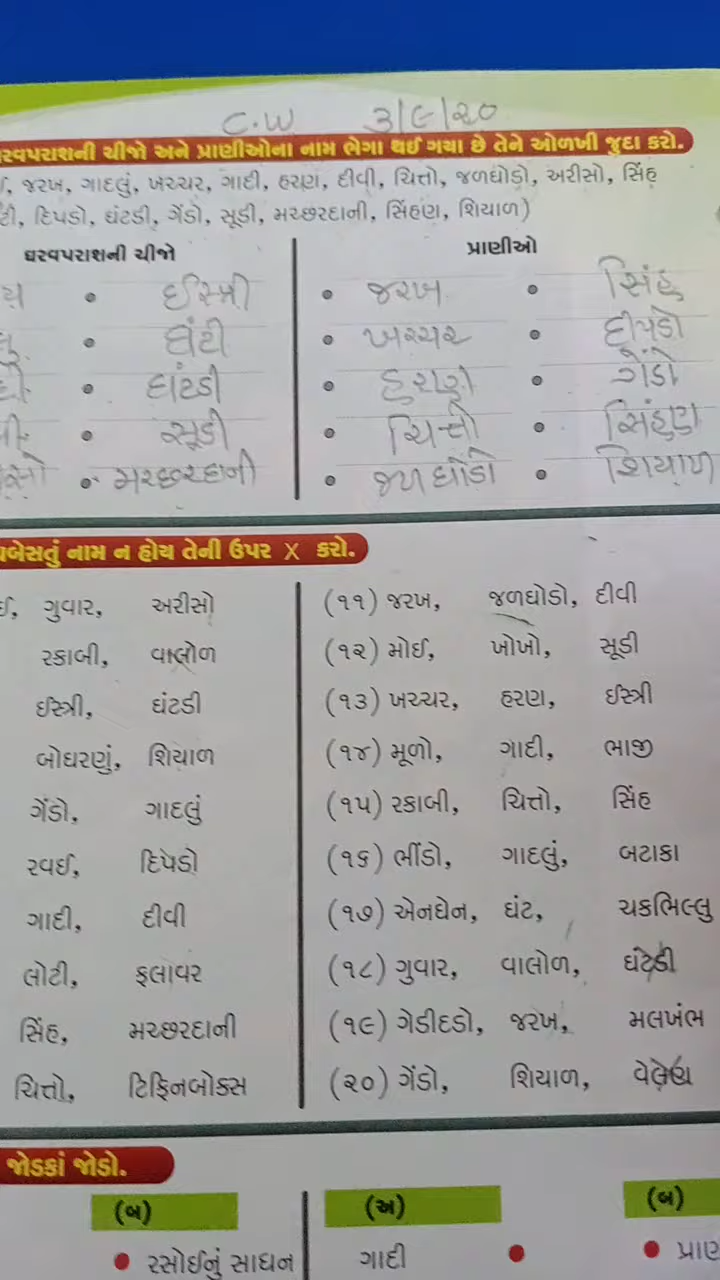 C.W 3/9/20
રવપરાશની ચીજો અને પ્રાણીઓના નામ ભેગા થઈ ગયા છે તેને ઓળખી જૂદા કરો.
જરખ, ગાદલું, ખચ્ચર, ગાદી, હરણ, દીવી, ચિત્તો, જળઘોડો, અરીસો, સિંહ
ટી, દિપડો, ઘંટડી, ગેંડો, સૂડી, મચ્છરદાની, સિંહણ, શિયાળ)
ઘરવપરાશની ચીજો
પ્રાણીઓ
ઈસ્ત્રી
જરખ
સિંહ
ઘંટી
ખચ્ચર
દીપડો
ઘંટડી
હરણ
ગેંડો
સૂડી
ચિત્તો
સિંહણ
મચ્છરદાની
જળઘોડો
શિયાળ
બેસતું નામ ન હોય તેની ઉપર X કરો.
ગુવાર, અરીસો
રકાબી, વાલોળ
ઈસ્ત્રી, ઘંટડી
બોઘરણું, શિયાળ
ગેંડો, ગાદલું
રવઈ, દિપડો
ગાદી, દીવી
લોટી, ફલાવર
સિંહ, મચ્છરદાની
ચિત્તો, ટિફિનબોક્સ
(૧૧) જરખ, જળઘોડો, દીવી
(૧૨) મોઈ, ખોખો, સૂડી
(૧૩) ખચ્ચર, હરણ, ઈસ્ત્રી
(૧૪) મૂળો, ગાદી, ભાજી
(૧૫) રકાબી, ચિત્તો, સિંહ
(૧૬) ભીંડો, ગાદલું, બટાકા
(૧૭) એનઘેન, ઘંટ, ચકભિલ્લુ
(૧૮) ગુવાર, વાલોળ, ઘંટડી
(૧૯) ગેડીદડો, જરખ, મલખંભ
(૨૦) ગેંડો, શિયાળ, વેલણ
જોડકાં જોડો.
(બ)
(અ)
(બ)
રસોઈનું સાધન
ગાદી